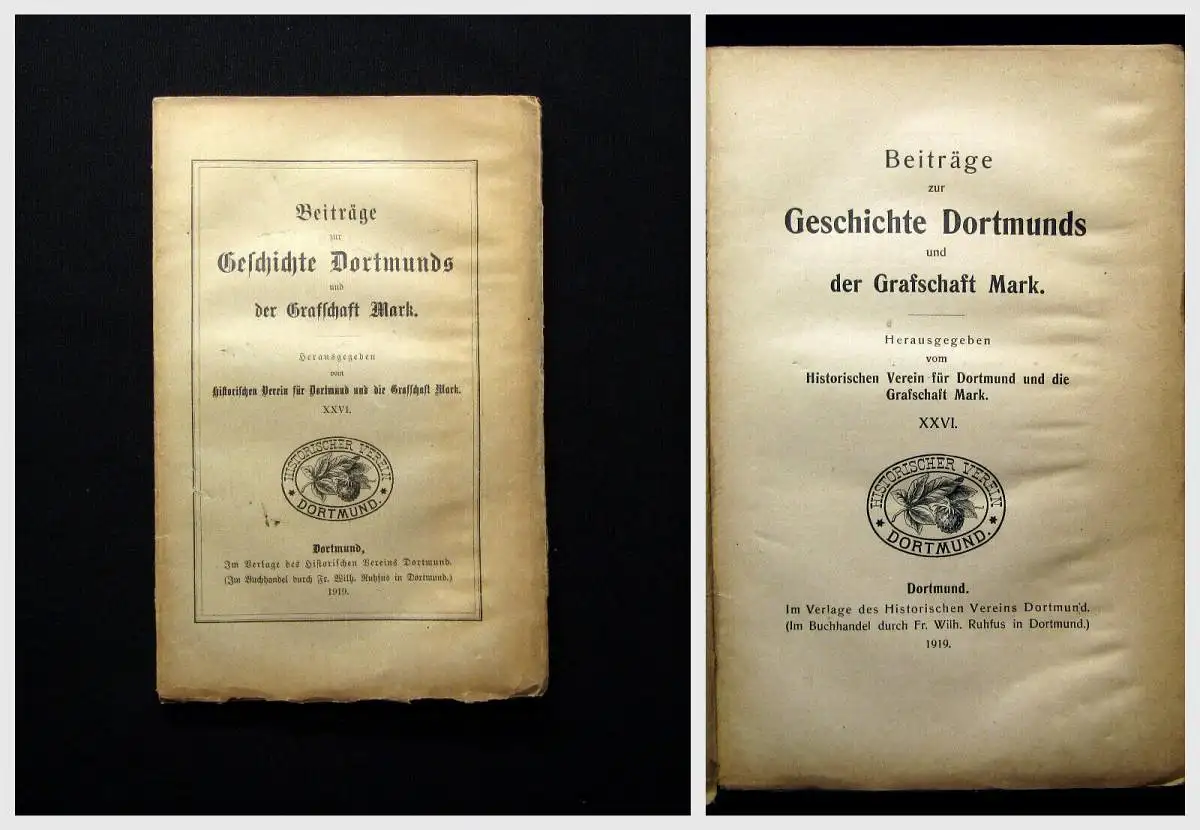 Beiträge
zur
Geschichte Dortmunds
und
der Grafschaft Mark.
Herausgegeben
vom
Historischen Verein für Dortmund und die Grafschaft Mark.
XXVI.
HISTORISCHER VEREIN
DORTMUND.
Dortmund,
Im Verlage des Historischen Vereins Dortmund.
(Im Buchhandel durch Fr. Wilh. Ruhfus in Dortmund.)
1919.
Beiträge
zur
Geschichte Dortmunds
und
der Grafschaft Mark.
Herausgegeben
vom
Historischen Verein für Dortmund und die
Grafschaft Mark.
XXVI.
HISTORISCHER VEREIN
DORTMUND.
Dortmund.
Im Verlage des Historischen Vereins Dortmund.
(Im Buchhandel durch Fr. Wilh. Ruhfus in Dortmund.)
1919.